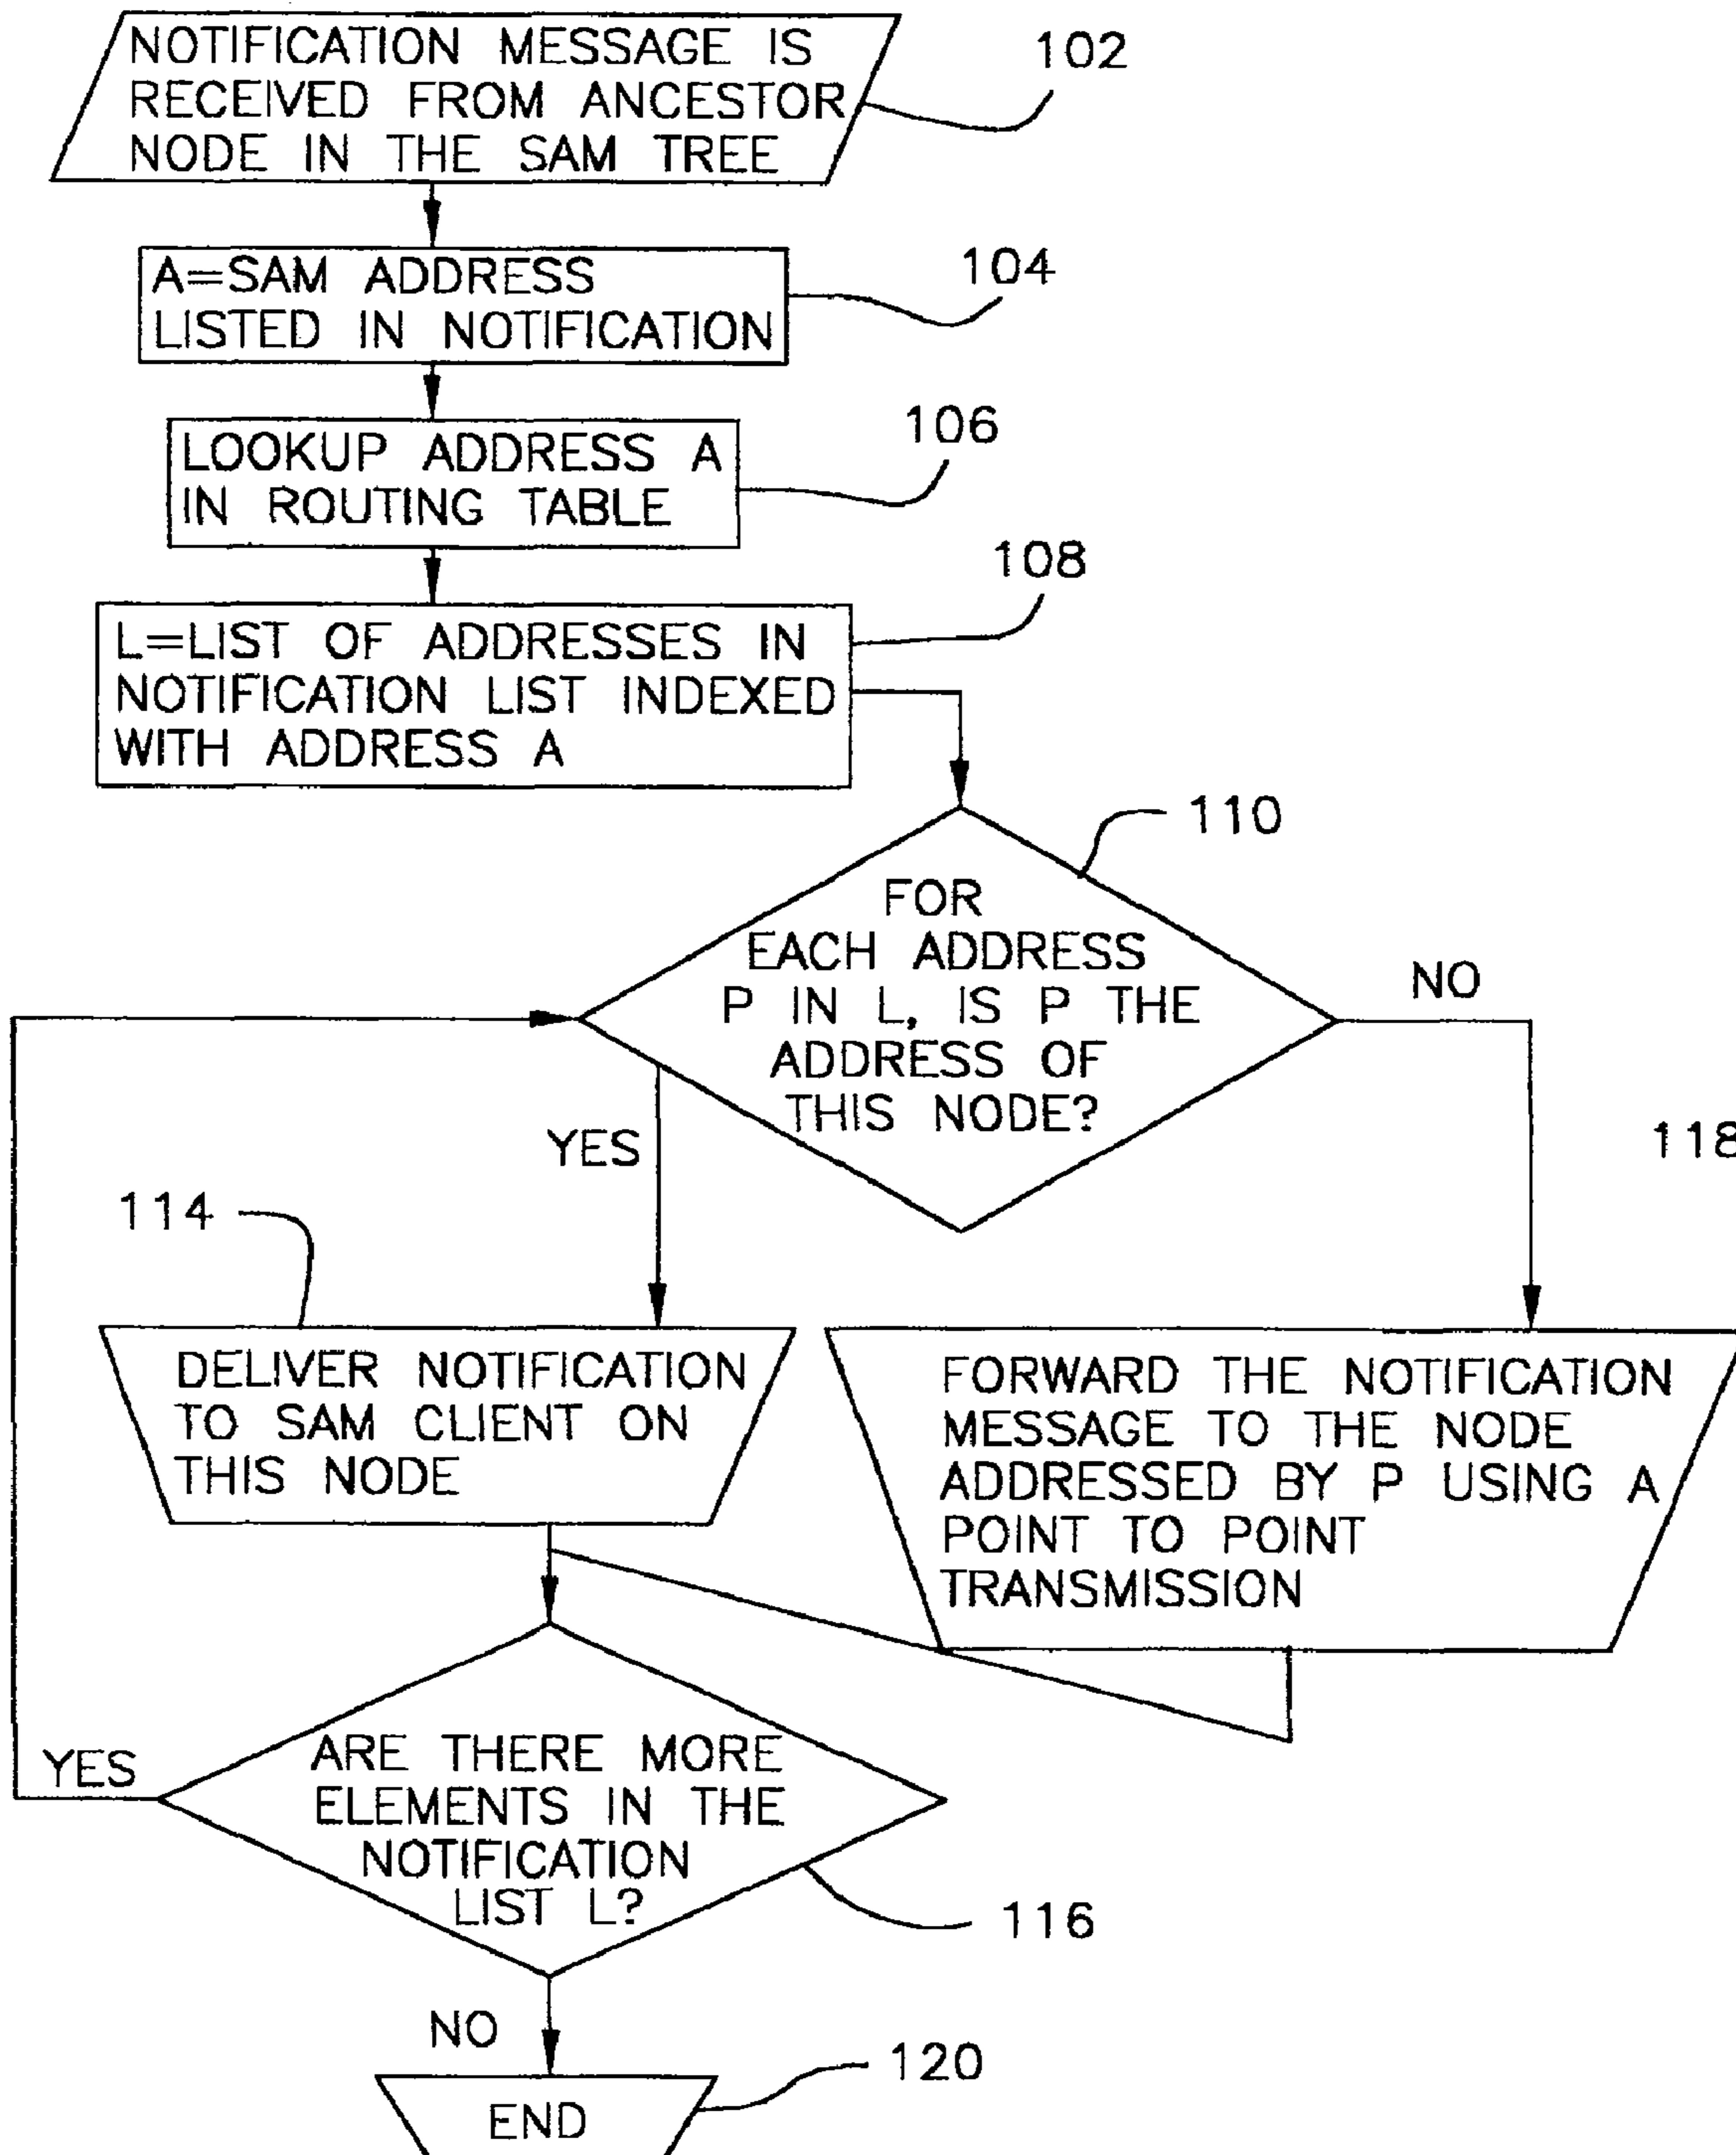 NOTIFICATION MESSAGE IS
RECEIVED FROM ANCESTOR
NODE IN THE SAM TREE
102
A=SAM ADDRESS
LISTED IN NOTIFICATION
104
LOOKUP ADDRESS A
IN ROUTING TABLE
106
L=LIST OF ADDRESSES IN
NOTIFICATION LIST INDEXED
WITH ADDRESS A
108
110
FOR
EACH ADDRESS
P IN L, IS P THE
ADDRESS OF
THIS NODE?
NO
YES
118
114
DELIVER NOTIFICATION
TO SAM CLIENT ON
THIS NODE
FORWARD THE NOTIFICATION
MESSAGE TO THE NODE
ADDRESSED BY P USING A
POINT TO POINT
TRANSMISSION
YES
ARE THERE MORE
ELEMENTS IN THE
NOTIFICATION
LIST L?
116
NO
120
END